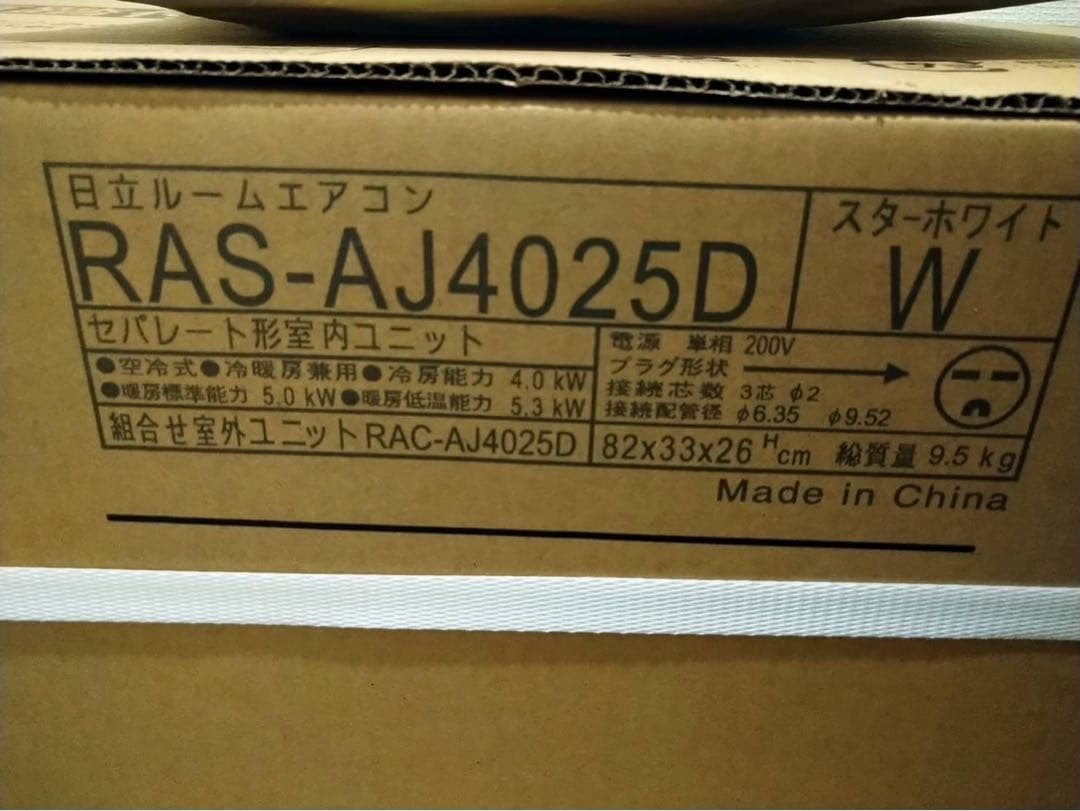 日立ルームエアコン
RAS-AJ4025D
スターホワイト
W
セパレート形室内ユニット
●空冷式●冷暖房兼用●冷房能力 4.0 kW
●暖房標準能力 5.0 kW●暖房低温能力 5.3 kW
組合せ室外ユニットRAC-AJ4025D
電源 単相 200V
プラグ形状
接続芯数 3芯 φ2
接続配管径 φ6.35 φ9.52
82x33x26 H cm 総質量 9.5 kg
Made in China